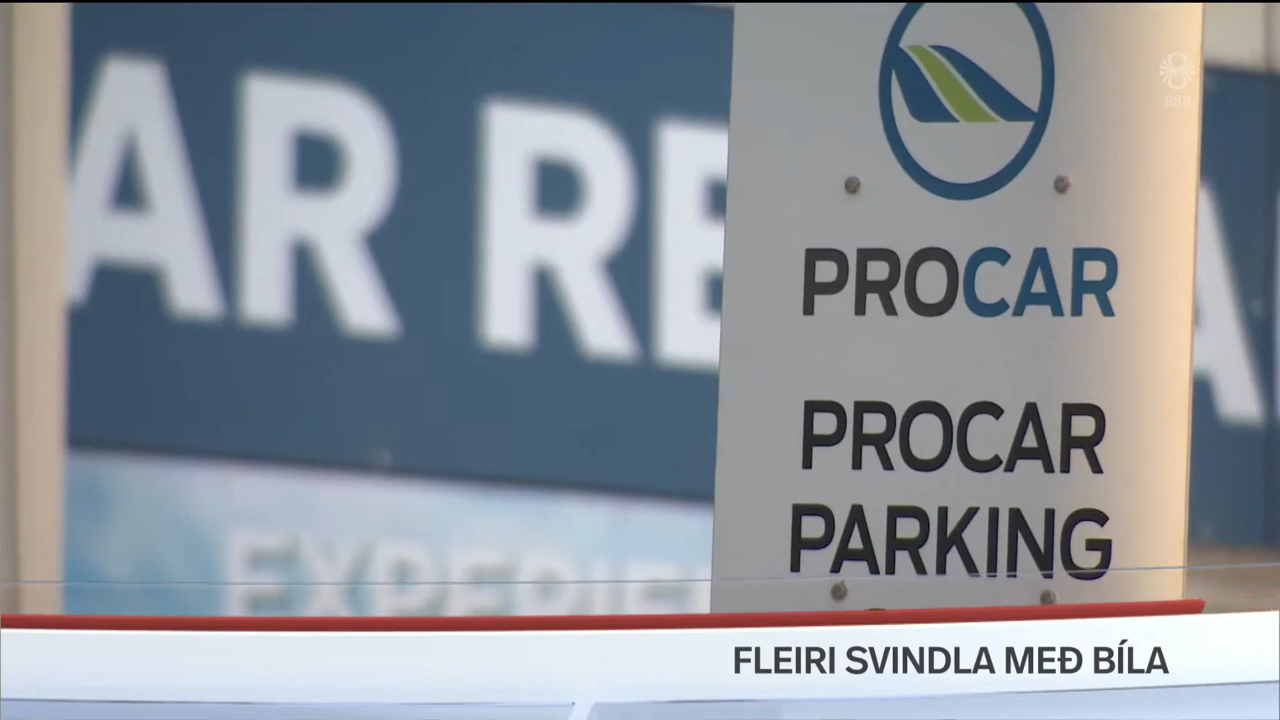 AR RE
PROCAR
PROCAR
PARKING
FLEIRI SVINDLA MEÐ BÍLA